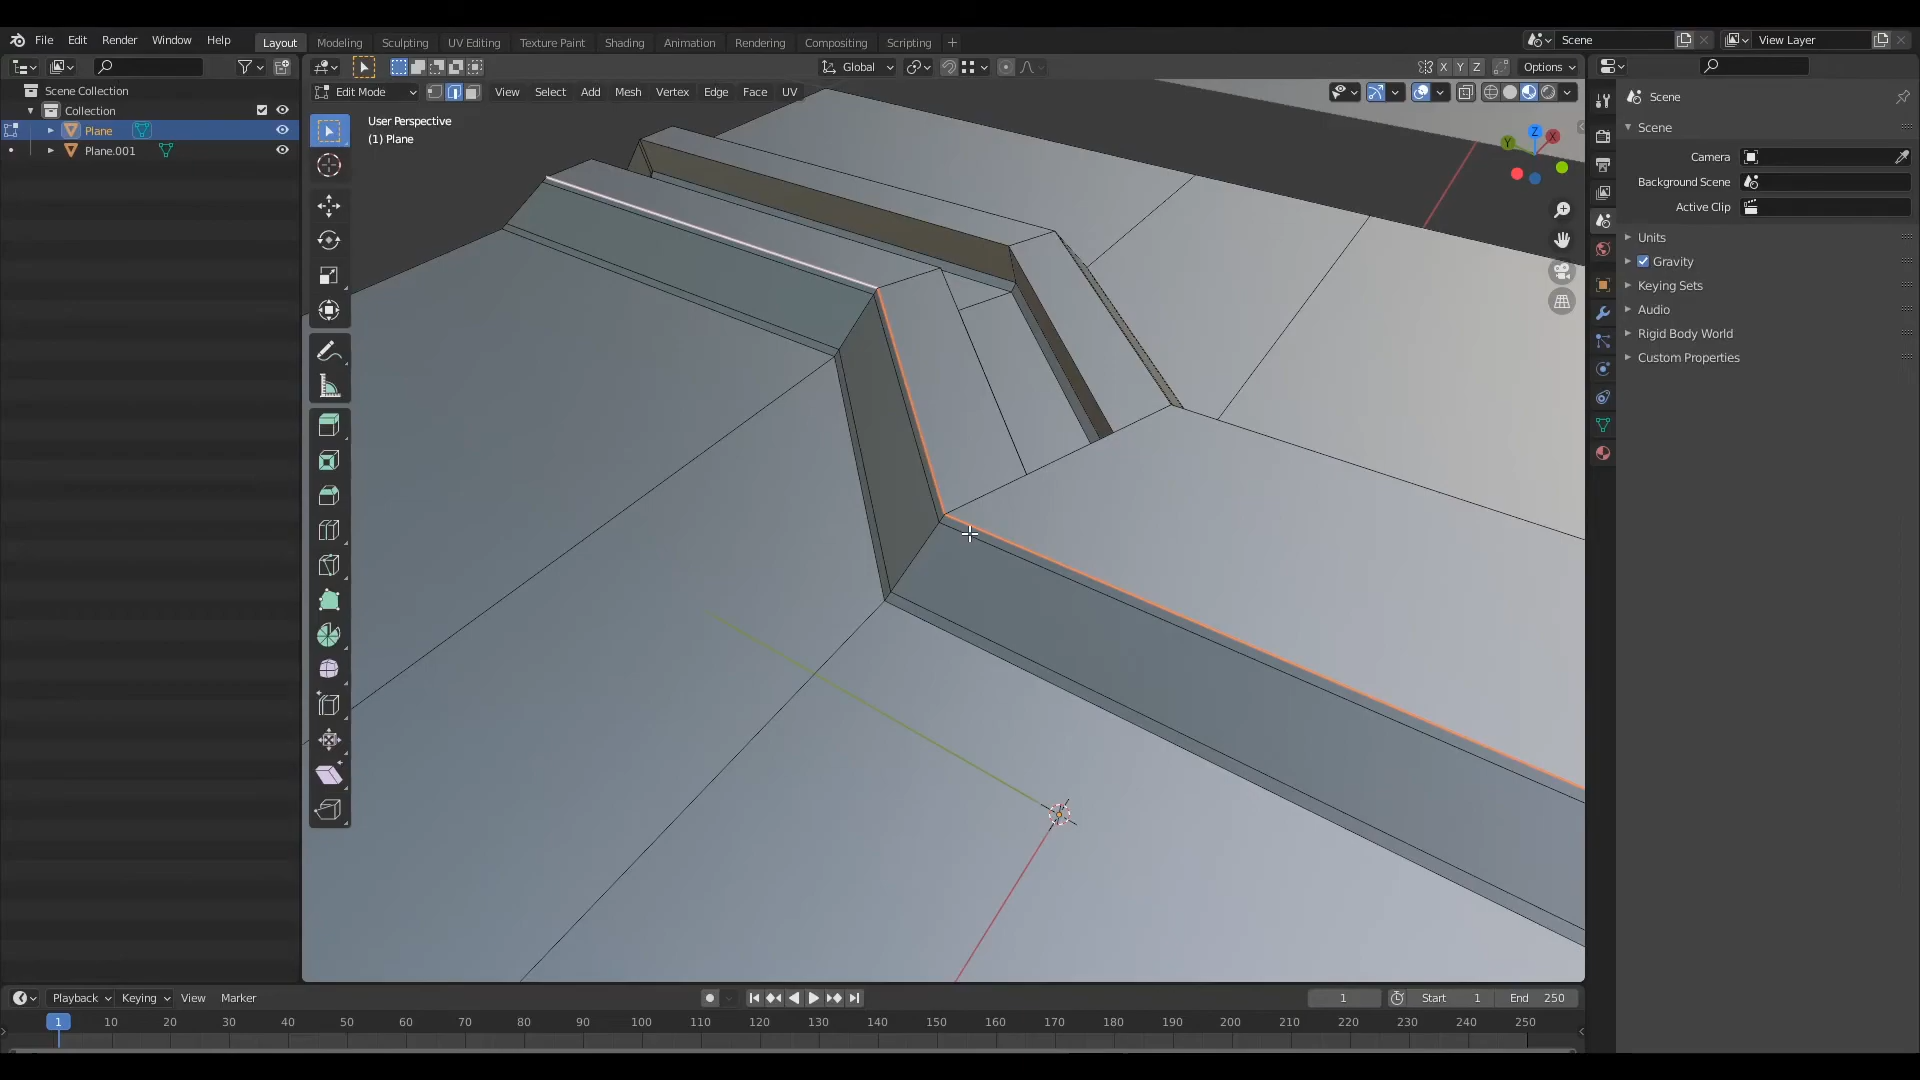 File Edit Render Window Help Layout Modeling Sculpting UV Editing Texture Paint Shading Animation Rendering Compositing Scripting + Scene View Layer
Global X Y Z Options
Scene Collection
Collection
Plane
Plane.001
Edit Mode View Select Add Mesh Vertex Edge Face UV
User Perspective
(1) Plane
Z
X
Y
Scene
Scene
Camera
Background Scene
Active Clip
Units
Gravity
Keying Sets
Audio
Rigid Body World
Custom Properties
Playback Keying View Marker 1 Start 1 End 250
1 10 20 30 40 50 60 70 80 90 100 110 120 130 140 150 160 170 180 190 200 210 220 230 240 250